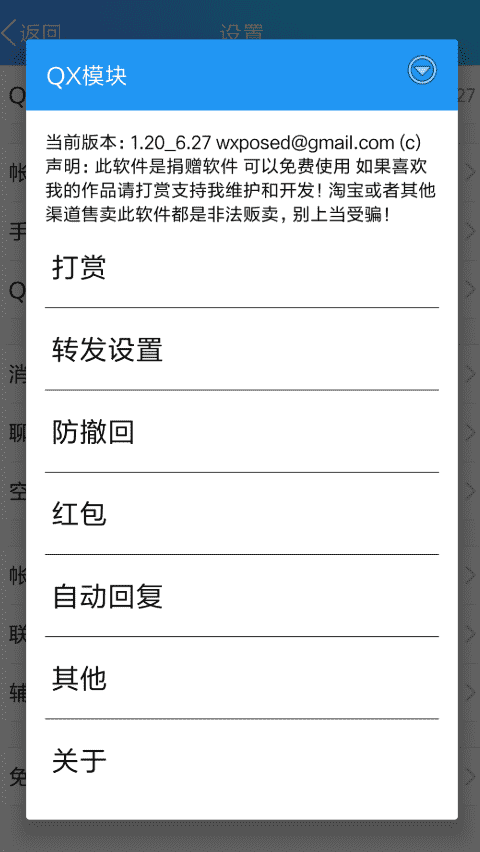 返回
设置
QX模块
Q
27
当前版本: 1.20_6.27 wxposed@gmail.com (c)
声明: 此软件是捐赠软件 可以免费使用 如果喜欢
我的作品请打赏支持我维护和开发! 淘宝或者其他
渠道售卖此软件都是非法贩卖, 别上当受骗!
帐
手
打赏
Q
转发设置
消
聊
防撤回
空
红包
帐
自动回复
联
其他
辅
关于
免